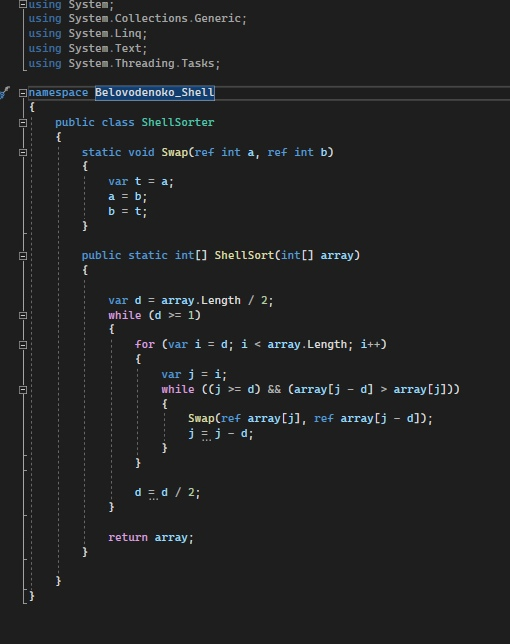 using System;
using System.Collections.Generic;
using System.Linq;
using System.Text;
using System.Threading.Tasks;
namespace Belovodenoko_Shell
{
public class ShellSorter
{
static void Swap(ref int a, ref int b)
{
var t = a;
a = b;
b = t;
}
public static int[] ShellSort(int[] array)
{
var d = array.Length / 2;
while (d >= 1)
{
for (var i = d; i < array.Length; i++)
{
var j = i;
while ((j >= d) && (array[j - d] > array[j]))
{
Swap(ref array[j], ref array[j - d]);
j = j - d;
}
}
d = d / 2;
}
return array;
}
}
}